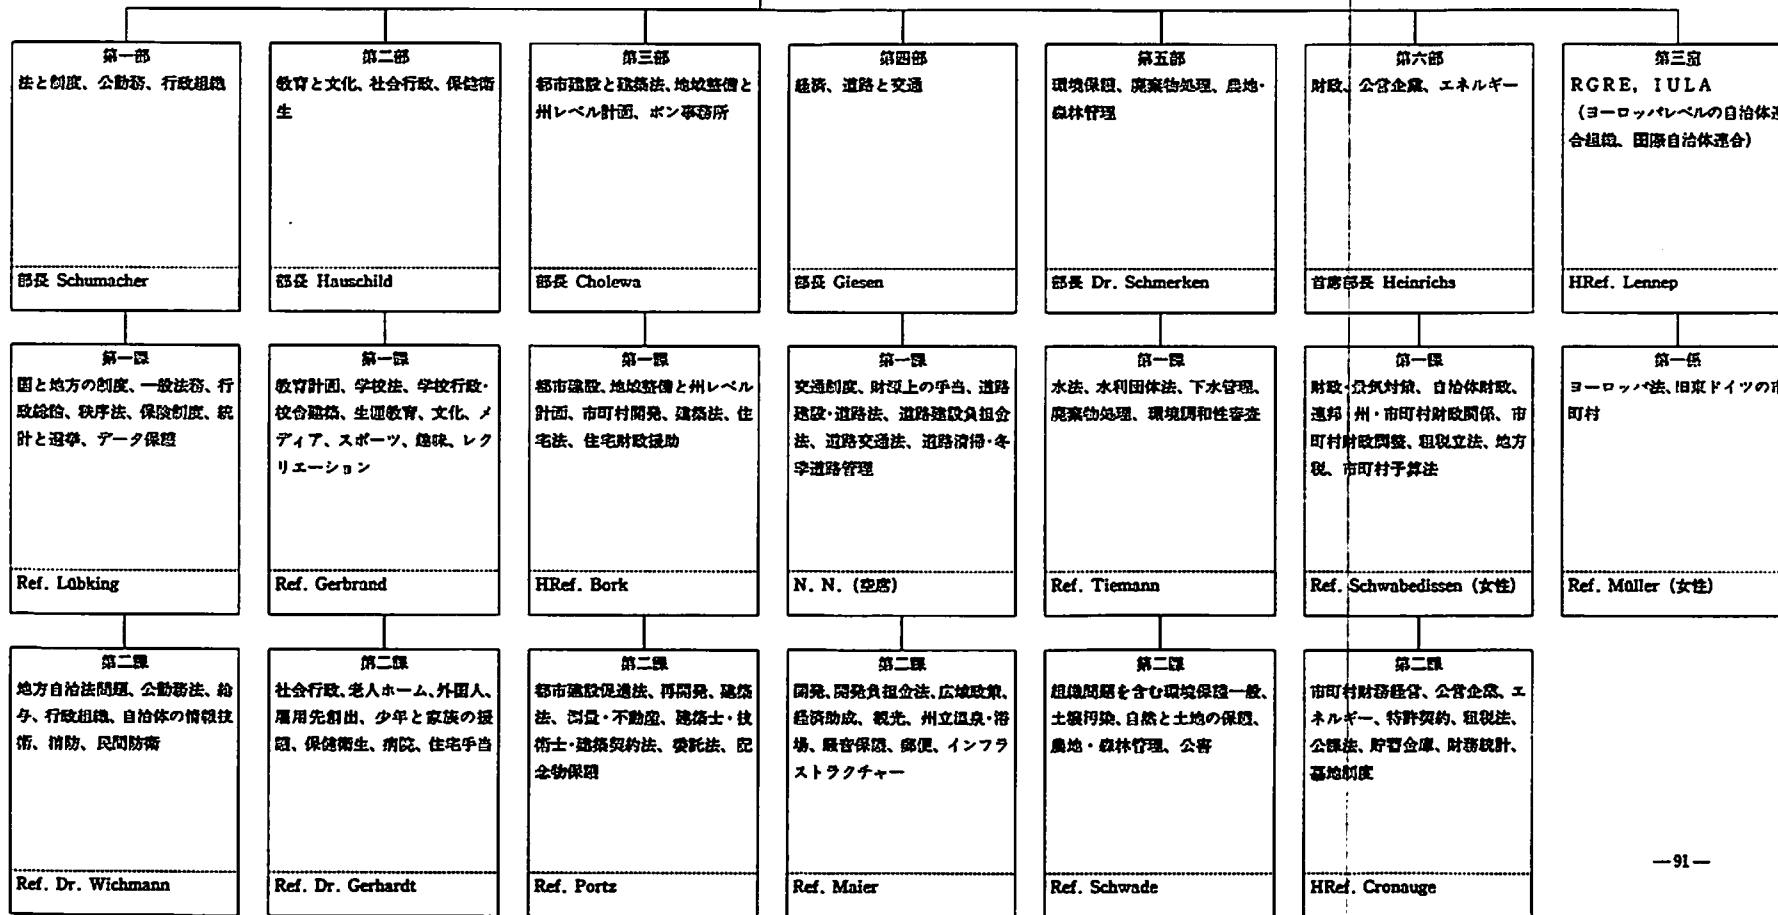 第一部
法と制度、公勤務、行政組織
部長 Schumacher
第二部
教育と文化、社会行政、保健衛
生
部長 Hauschild
第三部
都市建設と建築法、地域整備と
州レベル計画、ボン事務所
部長 Cholewa
第四部
経済、道路と交通
部長 Giesen
第五部
環境保護、廃棄物処理、農地・
森林管理
部長 Dr. Schmerken
第六部
財政、公営企業、エネルギー
首席部長 Heinrichs
第三室
RGRE, IULA
(ヨーロッパレベルの自治体連
合組織、国際自治体連合)
HRef. Lennep
第一課
国と地方の制度、一般法務、行
政総論、秩序法、保険制度、統
計と選挙、データ保護
Ref. Lübking
第一課
教育計画、学校法、学校行政・
校舎建築、生涯教育、文化、メ
ディア、スポーツ、趣味、レク
リエーション
Ref. Gerbrand
第一課
都市建設、地域整備と州レベル
計画、市町村開発、建築法、住
宅法、住宅財政援助
HRef. Bork
第一課
交通制度、財源上の手当、道路
建設・道路法、道路建設負担金
法、道路交通法、道路清掃・冬
季道路管理
N. N. (空席)
第一課
水法、水利団体法、下水管理、
廃棄物処理、環境調和性審査
Ref. Tiemann
第一課
財政・景気対策、自治体財政、
連邦・州・市町村財政関係、市
町村財政調整、租税立法、地方
税、市町村予算法
Ref. Schwabedissen (女性)
第一係
ヨーロッパ法、旧東ドイツの市
町村
Ref. Müller (女性)
第二課
地方自治法問題、公勤務法、給
与、行政組織、自治体の情報技
術、消防、民間防衛
Ref. Dr. Wichmann
第二課
社会行政、老人ホーム、外国人、
雇用先創出、少年と家族の援
護、保健衛生、病院、住宅手当
Ref. Dr. Gerhardt
第二課
都市建設促進法、再開発、建築
法、測量・不動産、建築士・技
術士・建築契約法、委託法、記
念物保護
Ref. Portz
第二課
開発、開発負担金法、広域政策、
経済助成、観光、州立温泉・浴
場、騒音保護、郵便、インフラ
ストラクチャー
Ref. Maier
第二課
組織問題を含む環境保護一般、
土壌汚染、自然と土地の保護、
農地・森林管理、公害
Ref. Schwade
第二課
市町村財務経営、公営企業、エ
ネルギー、特許契約、租税法、
公課法、貯蓄金庫、財務統計、
墓地制度
HRef. Cronauge
—91—